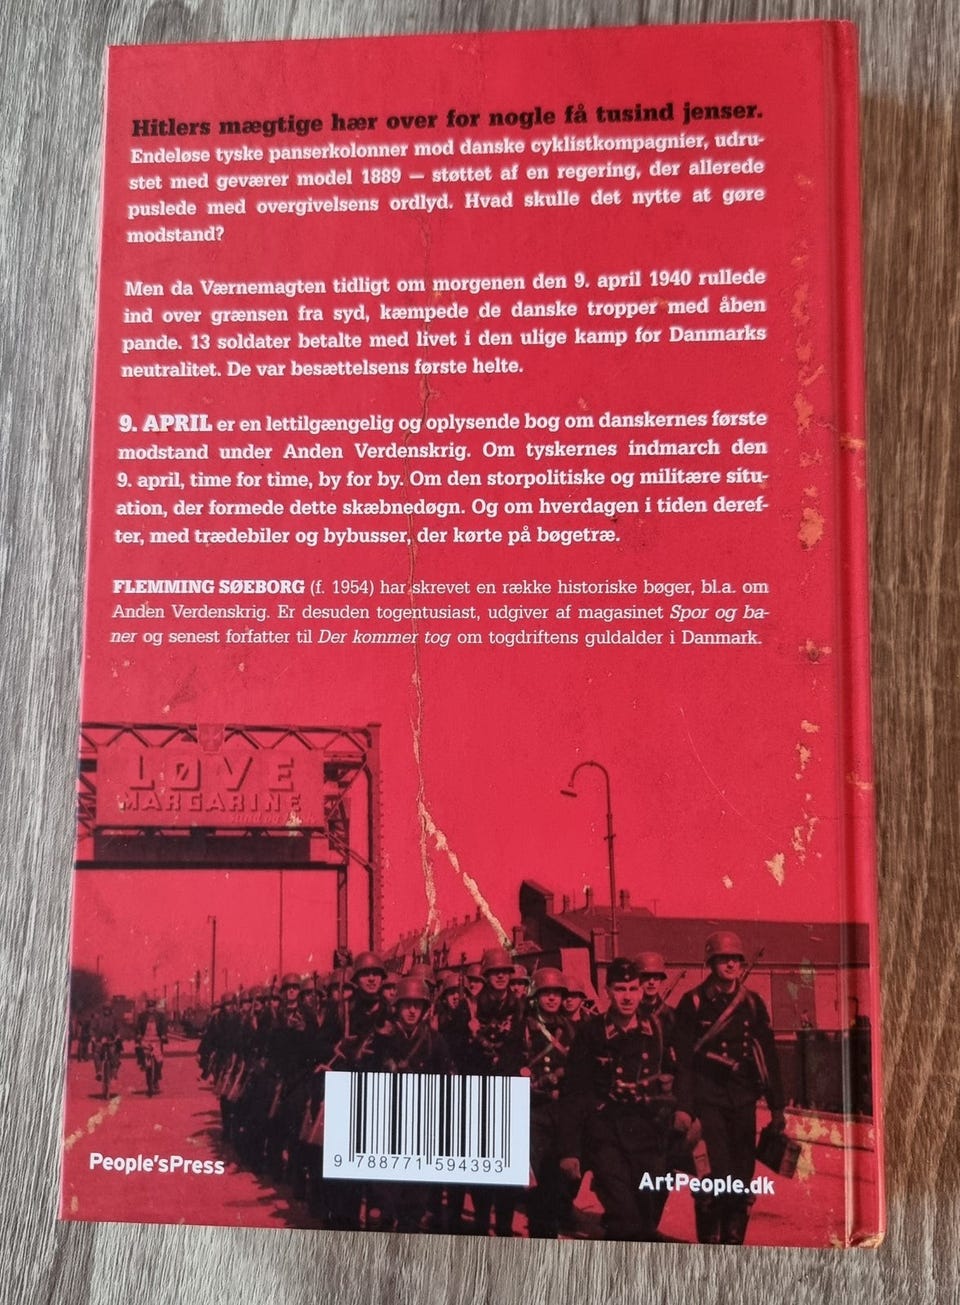 Hitlers mægtige hær over for nogle få tusind jenser.
Endeløse tyske panserkolonner mod danske cyklistkompagnier, udru-
stet med geværer model 1889 – støttet af en regering, der allerede
puslede med overgivelsens ordlyd. Hvad skulle det nytte at gøre
modstand?
Men da Værnemagten tidligt om morgenen den 9. april 1940 rullede
ind over grænsen fra syd, kæmpede de danske tropper med åben
pande. 13 soldater betalte med livet i den ulige kamp for Danmarks
neutralitet. De var besættelsens første helte.
9. APRIL er en lettilgængelig og oplysende bog om danskernes første
modstand under Anden Verdenskrig. Om tyskernes indmarch den
9. april, time for time, by for by. Om den storpolitiske og militære situ-
ation, der formede dette skæbnedøgn. Og om hverdagen i tiden deref-
ter, med trædebiler og bybusser, der kørte på bøgetræ.
FLEMMING SØEBORG (f. 1954) har skrevet en række historiske bøger, bl.a. om
Anden Verdenskrig. Er desuden togentusiast, udgiver af magasinet Spor og ba-
ner og senest forfatter til Der kommer tog om togdriftens guldalder i Danmark.
LØVE
MARGARINE
9 788771 594393
People'sPress
ArtPeople.dk